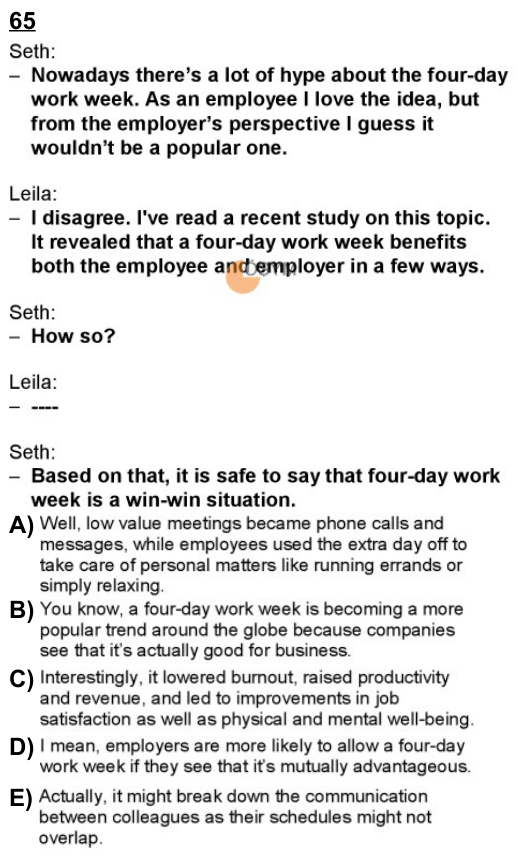 65
Seth:
– Nowadays there's a lot of hype about the four-day
work week. As an employee I love the idea, but
from the employer's perspective I guess it
wouldn't be a popular one.
Leila:
– I disagree. I've read a recent study on this topic.
It revealed that a four-day work week benefits
both the employee and employer in a few ways.
Seth:
– How so?
Leila:
– ----
Seth:
– Based on that, it is safe to say that four-day work
week is a win-win situation.
A) Well, low value meetings became phone calls and
messages, while employees used the extra day off to
take care of personal matters like running errands or
simply relaxing.
B) You know, a four-day work week is becoming a more
popular trend around the globe because companies
see that it's actually good for business.
C) Interestingly, it lowered burnout, raised productivity
and revenue, and led to improvements in job
satisfaction as well as physical and mental well-being.
D) I mean, employers are more likely to allow a four-day
work week if they see that it's mutually advantageous.
E) Actually, it might break down the communication
between colleagues as their schedules might not
overlap.